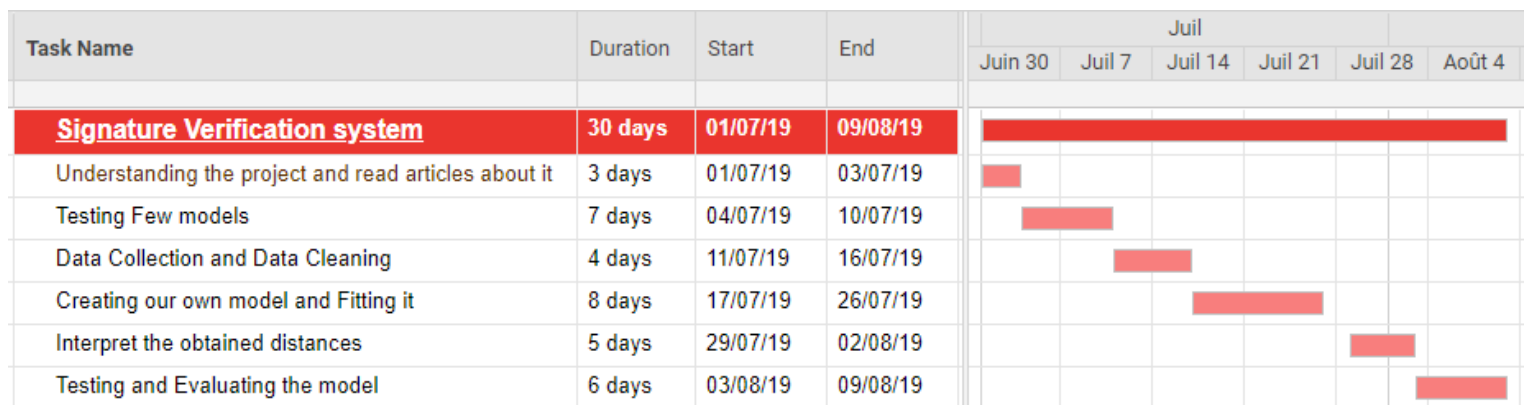 Task Name Duration Start End Juil
Juin 30 Juil 7 Juil 14 Juil 21 Juil 28 Août 4
Signature Verification system 30 days 01/07/19 09/08/19
Understanding the project and read articles about it 3 days 01/07/19 03/07/19
Testing Few models 7 days 04/07/19 10/07/19
Data Collection and Data Cleaning 4 days 11/07/19 16/07/19
Creating our own model and Fitting it 8 days 17/07/19 26/07/19
Interpret the obtained distances 5 days 29/07/19 02/08/19
Testing and Evaluating the model 6 days 03/08/19 09/08/19